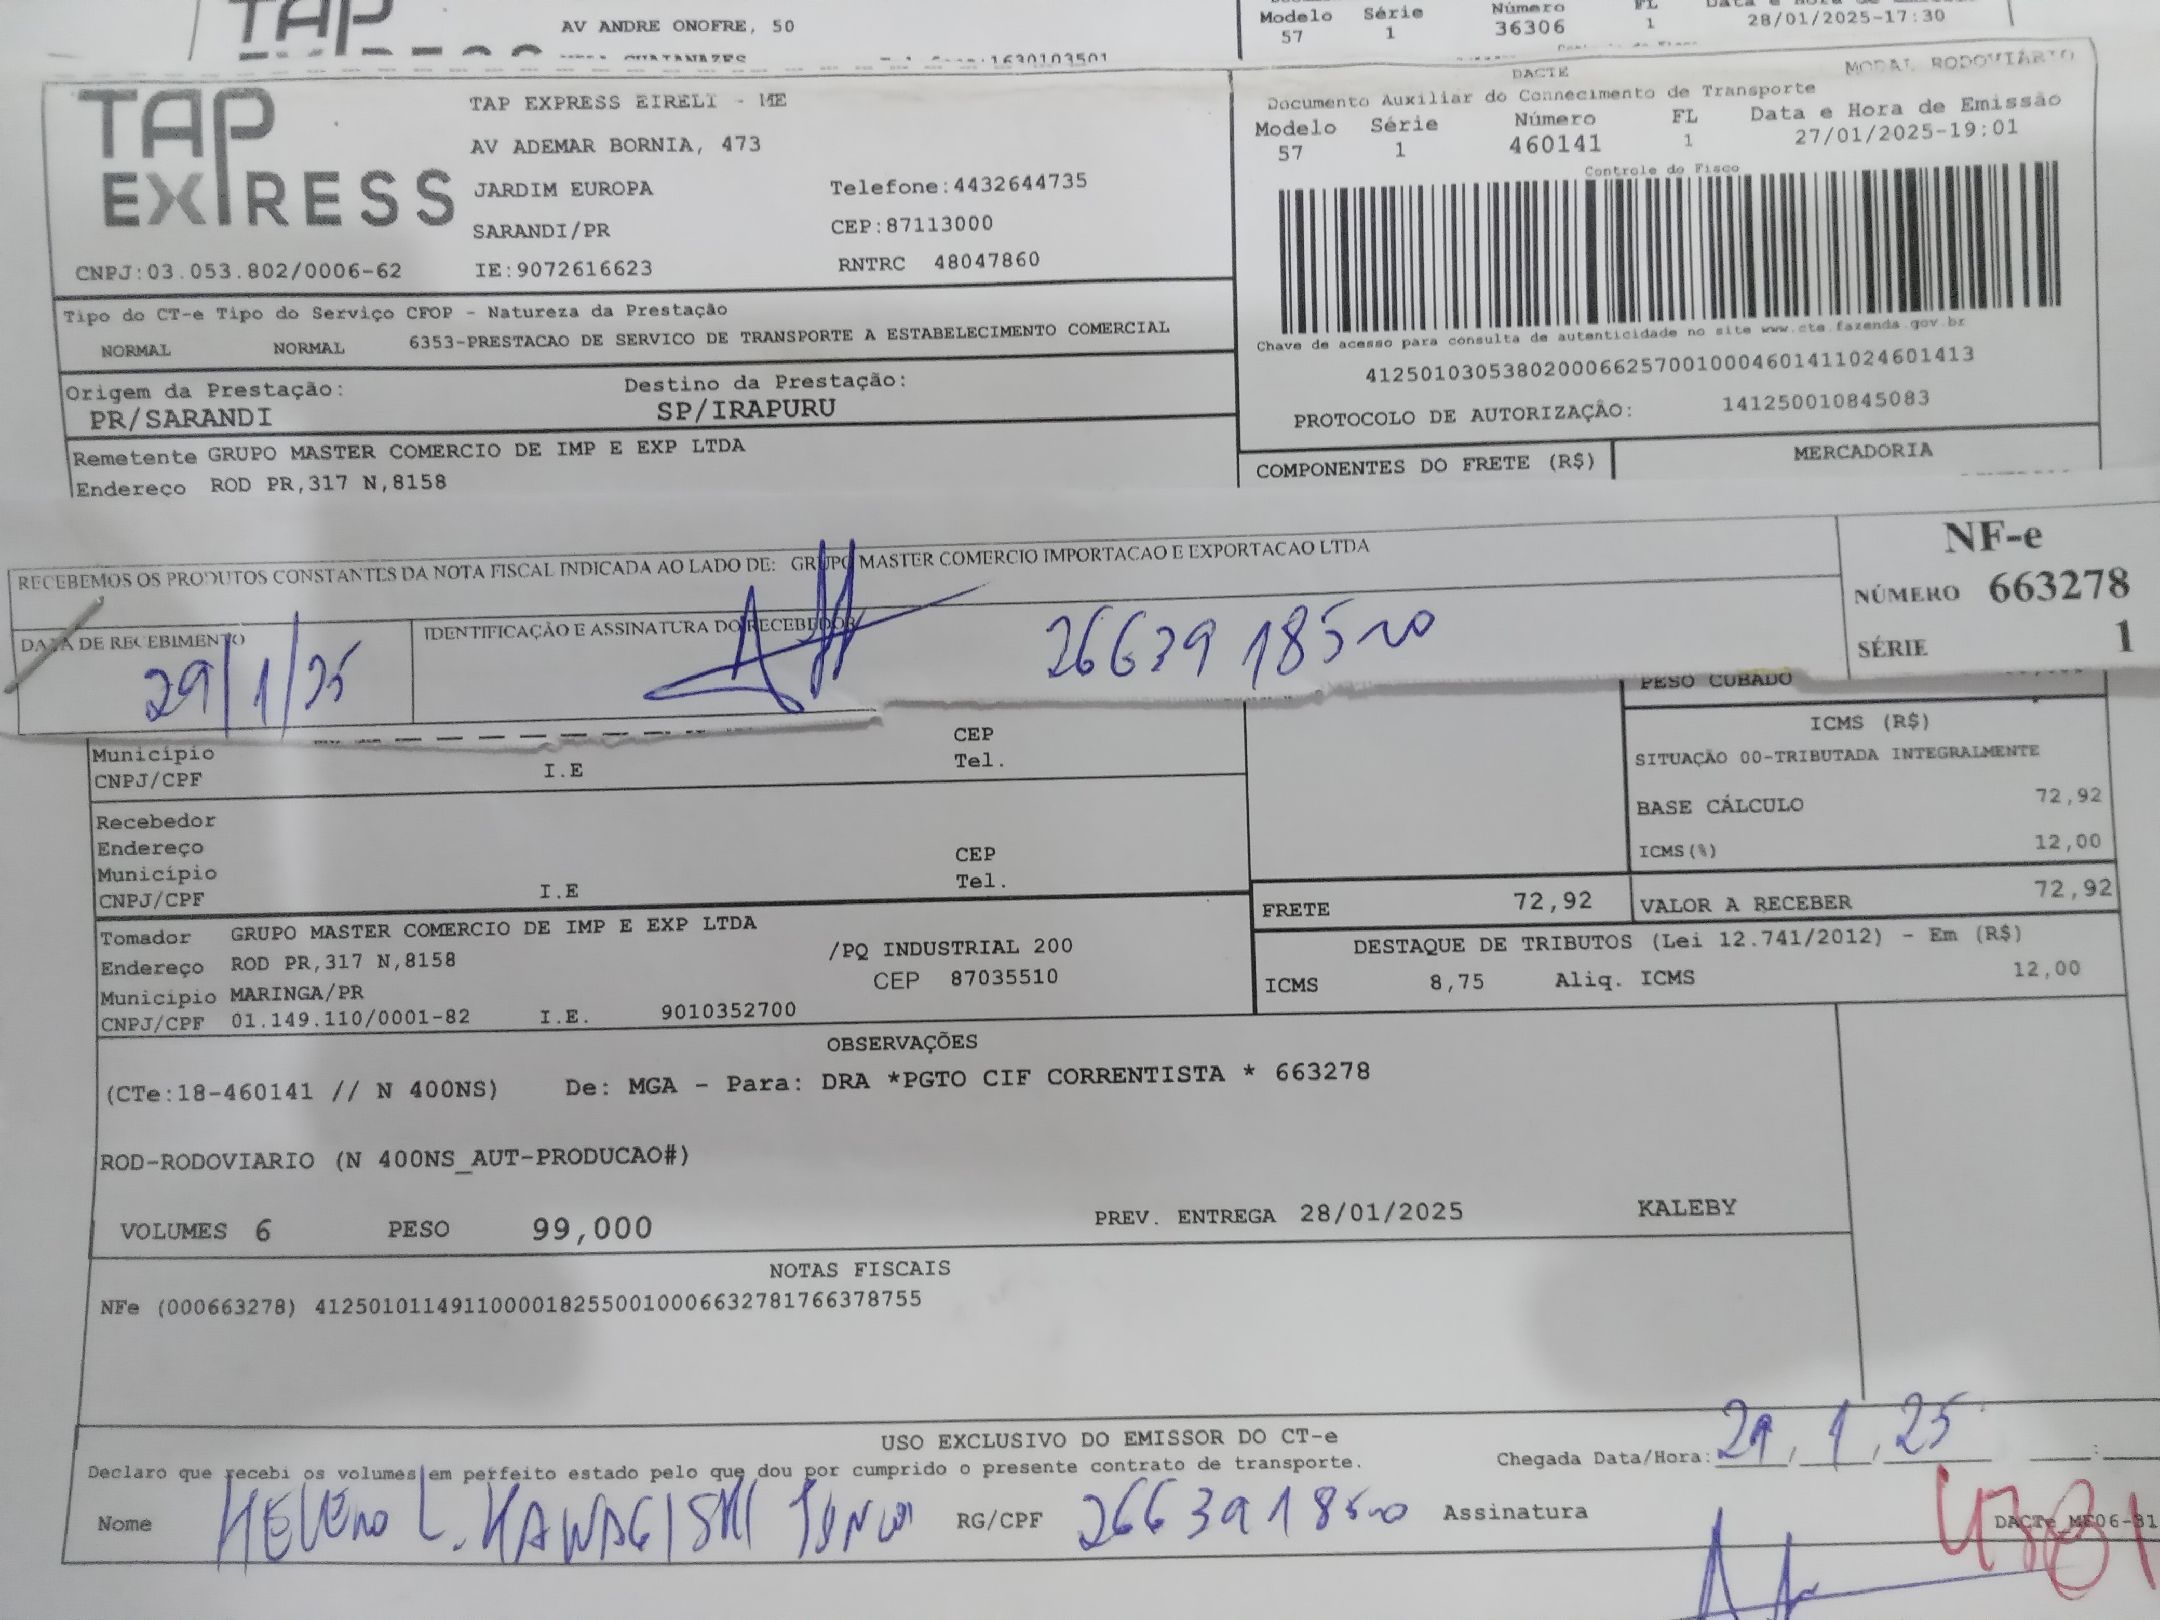 TAP
AV ANDRE ONOFRE, 50
Modelo Série Número FL
57 1 36306 1 28/01/2025-17:30
TAP EXPRESS
TAP EXPRESS EIRELI - ME
AV ADEMAR BORNIA, 473
JARDIM EUROPA Telefone:4432644735
SARANDI/PR CEP:87113000
CNPJ:03.053.802/0006-62 IE:9072616623 RNTRC 48047860
DACTE MODAL RODOVIÁRIO
Documento Auxiliar do Conhecimento de Transporte
Modelo Série Número FL Data e Hora de Emissão
57 1 460141 1 27/01/2025-19:01
Controle do Fisco
Chave de acesso para consulta de autenticidade no site www.cte.fazenda.gov.br
41250103053802000662570010004601411024601413
PROTOCOLO DE AUTORIZAÇÃO: 141250010845083
Tipo do CT-e Tipo do Serviço CFOP - Natureza da Prestação
NORMAL NORMAL 6353-PRESTACAO DE SERVICO DE TRANSPORTE A ESTABELECIMENTO COMERCIAL
Origem da Prestação: Destino da Prestação:
PR/SARANDI SP/IRAPURU
Remetente GRUPO MASTER COMERCIO DE IMP E EXP LTDA
Endereço ROD PR,317 N,8158
COMPONENTES DO FRETE (R$) MERCADORIA
RECEBEMOS OS PRODUTOS CONSTANTES DA NOTA FISCAL INDICADA AO LADO DE: GRUPO MASTER COMERCIO IMPORTACAO E EXPORTACAO LTDA
DATA DE RECEBIMENTO IDENTIFICAÇÃO E ASSINATURA DO RECEBEDOR
29/1/25
NF-e
NÚMERO 663278
SÉRIE 1
PESO CUBADO
Município CEP
CNPJ/CPF I.E Tel.
Recebedor
Endereço
Município CEP
CNPJ/CPF I.E Tel.
ICMS (R$)
SITUAÇÃO 00-TRIBUTADA INTEGRALMENTE
BASE CÁLCULO 72,92
ICMS(%) 12,00
FRETE 72,92 VALOR A RECEBER 72,92
Tomador GRUPO MASTER COMERCIO DE IMP E EXP LTDA
Endereço ROD PR,317 N,8158 /PQ INDUSTRIAL 200
Município MARINGA/PR CEP 87035510
CNPJ/CPF 01.149.110/0001-82 I.E. 9010352700
DESTAQUE DE TRIBUTOS (Lei 12.741/2012) - Em (R$)
ICMS 8,75 Aliq. ICMS 12,00
OBSERVAÇÕES
(CTe:18-460141 // N 400NS) De: MGA - Para: DRA *PGTO CIF CORRENTISTA * 663278
ROD-RODOVIARIO (N 400NS_AUT-PRODUCAO#)
VOLUMES 6 PESO 99,000 PREV. ENTREGA 28/01/2025 KALEBY
NOTAS FISCAIS
NFe (000663278) 41250101149110000182550010006632781766378755
USO EXCLUSIVO DO EMISSOR DO CT-e
Declaro que recebi os volumes em perfeito estado pelo que dou por cumprido o presente contrato de transporte.
Chegada Data/Hora: 29/1/25 :
Nome RG/CPF Assinatura